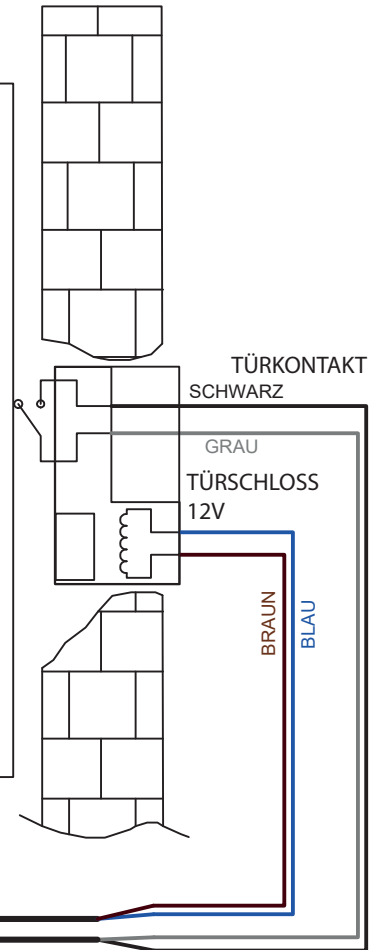 TÜRKONTAKT
SCHWARZ
GRAU
TÜRSCHLOSS
12V
BRAUN
BLAU